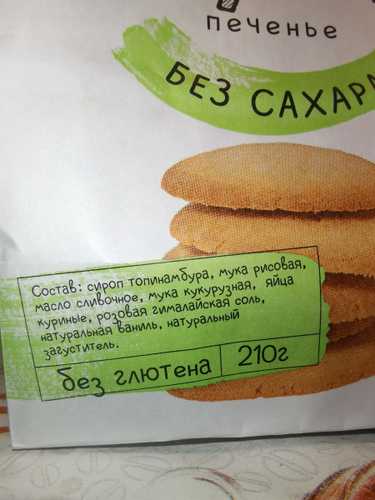 печенье
БЕЗ САХАРА
Состав: сироп топинамбура, мука рисовая,
масло сливочное, мука кукурузная, яйца
куриные, розовая гималайская соль,
натуральная ваниль, натуральный
загуститель.
без глютена
210г